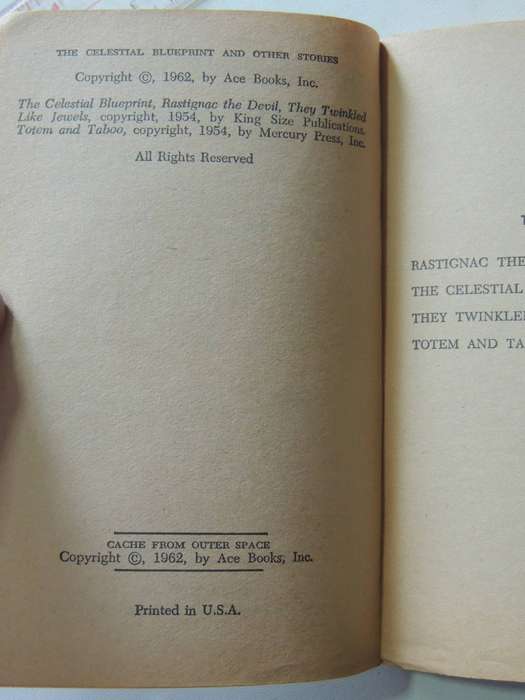 THE CELESTIAL BLUEPRINT AND OTHER STORIES
Copyright ©, 1962, by Ace Books, Inc.
The Celestial Blueprint, Rastignac the Devil, They Twinkled
Like Jewels, copyright, 1954, by King Size Publications.
Totem and Taboo, copyright, 1954, by Mercury Press, Inc.
All Rights Reserved
CACHE FROM OUTER SPACE
Copyright ©, 1962, by Ace Books, Inc.
Printed in U.S.A.
T
RASTIGNAC THE
THE CELESTIAL
THEY TWINKLE
TOTEM AND TA